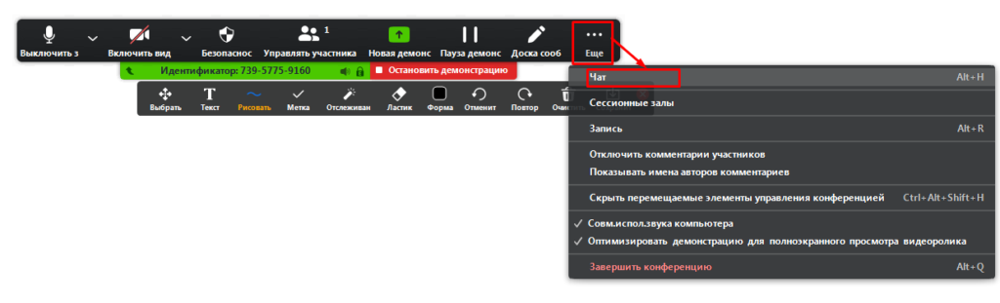 1
Выключить з Включить вид Безопаснос Управлять участника Новая демонс Пауза демонс Доска сооб Еще
Идентификатор: 739-5775-9160 Остановить демонстрацию
Выбрать Текст Рисовать Метка Отслеживан Ластик Форма Отменит Повтор
Чат Alt+H
Сессионные залы
Запись Alt+R
Отключить комментарии участников
Показывать имена авторов комментариев
Скрыть перемещаемые элементы управления конференцией Ctrl+Alt+Shift+H
Совм.испол.звука компьютера
Оптимизировать демонстрацию для полноэкранного просмотра видеоролика
Завершить конференцию Alt+Q